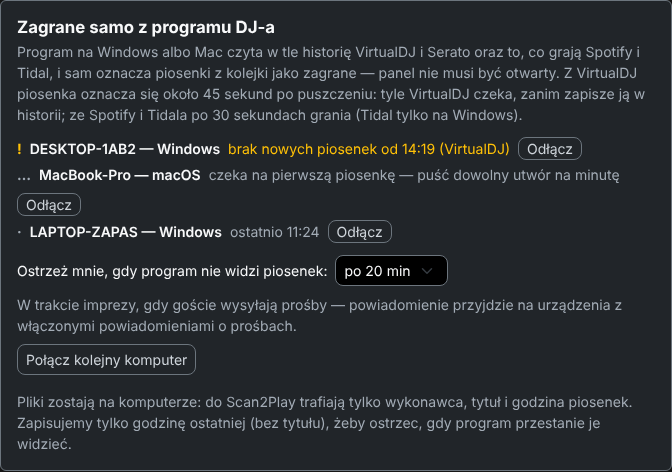 Zagrane samo z programu DJ-a
Program na Windows albo Mac czyta w tle historię VirtualDJ i Serato oraz to, co grają Spotify i
Tidal, i sam oznacza piosenki z kolejki jako zagrane — panel nie musi być otwarty. Z VirtualDJ
piosenka oznacza się około 45 sekund po puszczeniu: tyle VirtualDJ czeka, zanim zapisze ją w
historii; ze Spotify i Tidala po 30 sekundach grania (Tidal tylko na Windows).
! DESKTOP-1AB2 — Windows brak nowych piosenek od 14:19 (VirtualDJ) Odłącz
... MacBook-Pro — macOS czeka na pierwszą piosenkę — puść dowolny utwór na minutę
Odłącz
· LAPTOP-ZAPAS — Windows ostatnio 11:24 Odłącz
Ostrzeż mnie, gdy program nie widzi piosenek: po 20 min
W trakcie imprezy, gdy goście wysyłają prośby — powiadomienie przyjdzie na urządzenia z
włączonymi powiadomieniami o prośbach.
Połącz kolejny komputer
Pliki zostają na komputerze: do Scan2Play trafiają tylko wykonawca, tytuł i godzina piosenek.
Zapisujemy tylko godzinę ostatniej (bez tytułu), żeby ostrzec, gdy program przestanie je
widzieć.